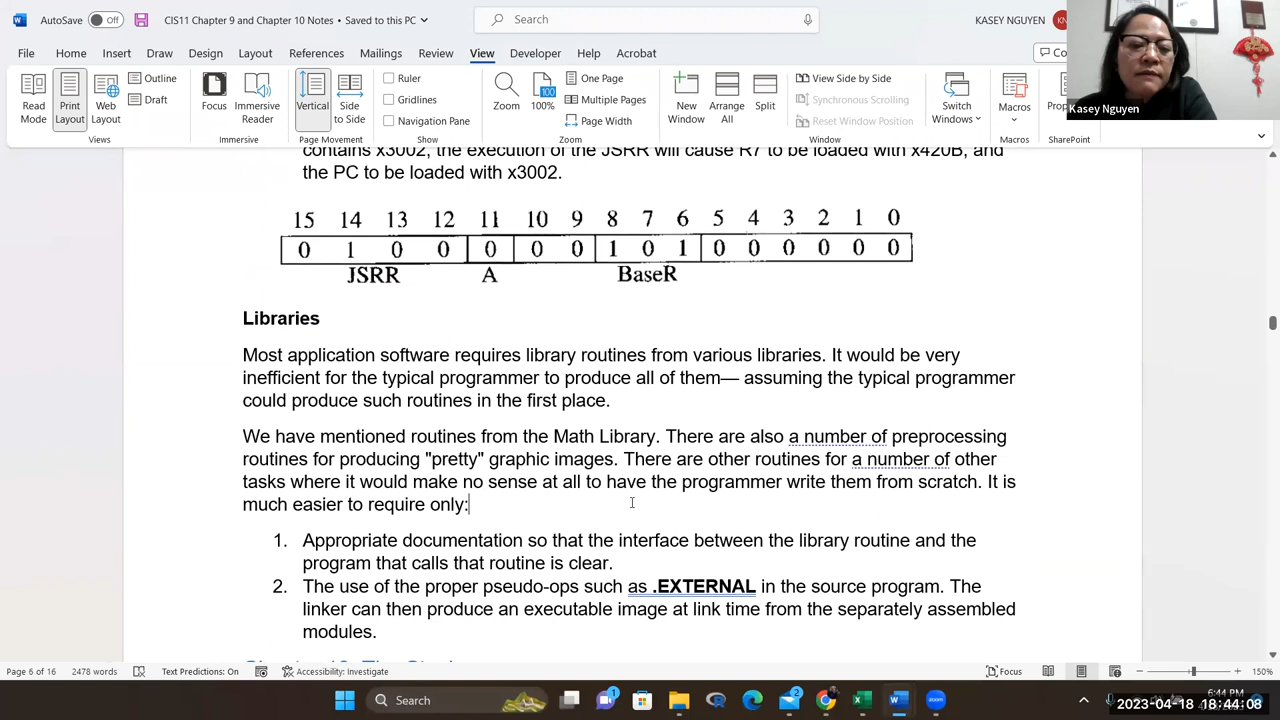 AutoSave Off CIS11 Chapter 9 and Chapter 10 Notes • Saved to this PC Search KASEY NGUYEN
File Home Insert Draw Design Layout References Mailings Review View Developer Help Acrobat
Read Mode Print Layout Web Layout Outline Draft
Views
Focus Immersive Reader
Immersive
Vertical Side to Side
Page Movement
Ruler
Gridlines
Navigation Pane
Show
Zoom 100% One Page
Multiple Pages
Page Width
Zoom
New Window Arrange All Split
View Side by Side
Synchronous Scrolling
Reset Window Position
Switch Windows
Window
Macros
Macros
SharePoint
Kasey Nguyen
contains x3002, the execution of the JSRR will cause R7 to be loaded with x420B, and
the PC to be loaded with x3002.
15 14 13 12 11 10 9 8 7 6 5 4 3 2 1 0
0 1 0 0 0 0 0 1 0 1 0 0 0 0 0 0
JSRR A BaseR
Libraries
Most application software requires library routines from various libraries. It would be very
inefficient for the typical programmer to produce all of them— assuming the typical programmer
could produce such routines in the first place.
We have mentioned routines from the Math Library. There are also a number of preprocessing
routines for producing "pretty" graphic images. There are other routines for a number of other
tasks where it would make no sense at all to have the programmer write them from scratch. It is
much easier to require only:
1. Appropriate documentation so that the interface between the library routine and the
program that calls that routine is clear.
2. The use of the proper pseudo-ops such as .EXTERNAL in the source program. The
linker can then produce an executable image at link time from the separately assembled
modules.
Page 6 of 16 2478 words Text Predictions: On Accessibility: Investigate Focus 150%
Search
2023-04-18 18:44:08